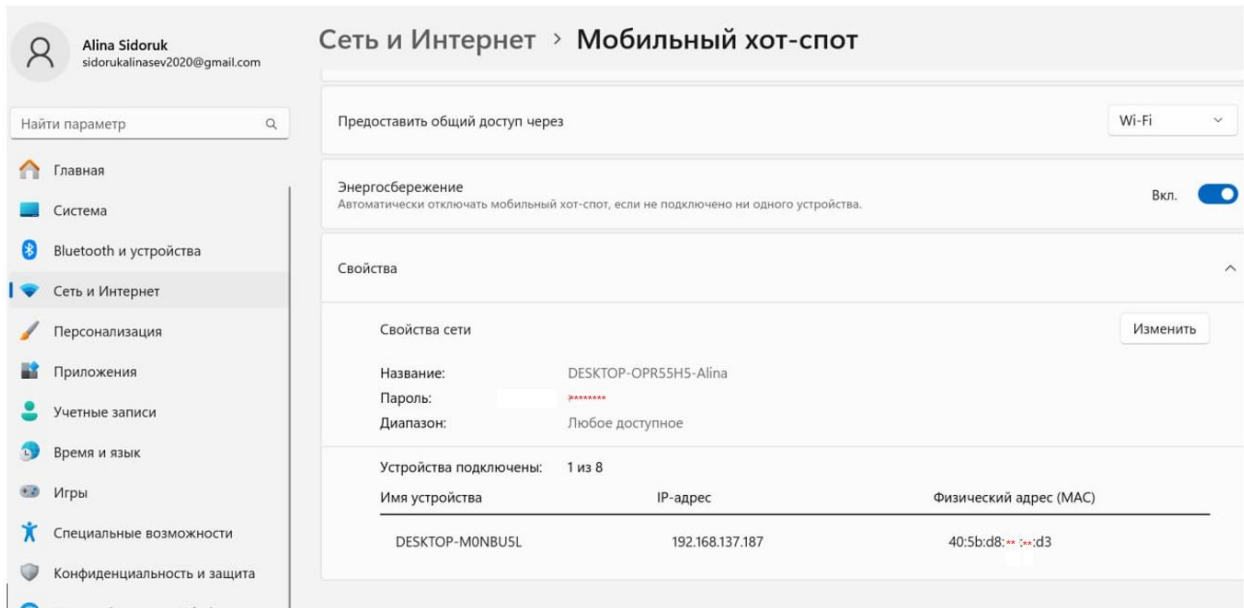 Alina Sidoruk
sidorukalinasev2020@gmail.com
Найти параметр
Главная
Система
Bluetooth и устройства
Сеть и Интернет
Персонализация
Приложения
Учетные записи
Время и язык
Игры
Специальные возможности
Конфиденциальность и защита
Сеть и Интернет > Мобильный хот-спот
Предоставить общий доступ через Wi-Fi
Энергосбережение
Автоматически отключать мобильный хот-спот, если не подключено ни одного устройства.
Вкл.
Свойства
Свойства сети Изменить
Название: DESKTOP-OPR55H5-Alina
Пароль: ********
Диапазон: Любое доступное
Устройства подключены: 1 из 8
Имя устройства IP-адрес Физический адрес (MAC)
DESKTOP-M0NBU5L 192.168.137.187 40:5b:d8:** :**:d3